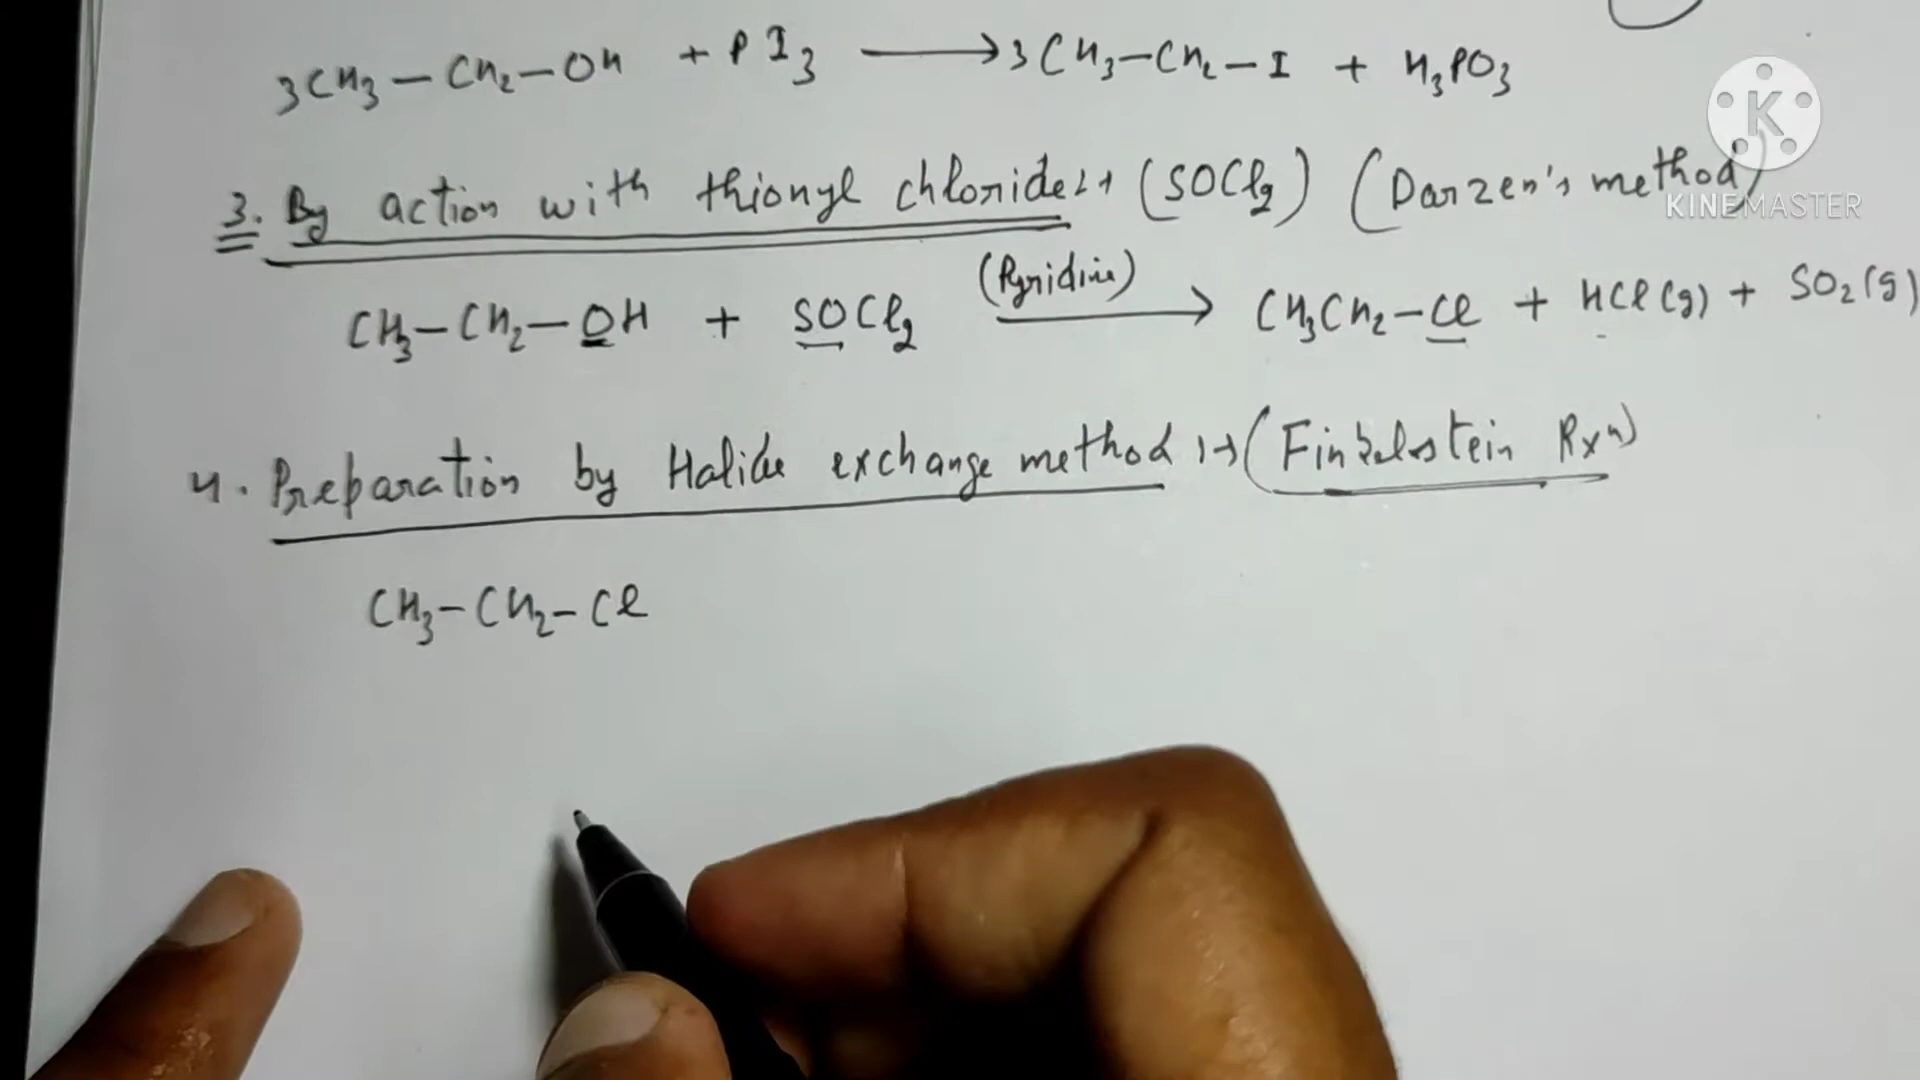 3CH₃-CH₂-OH + PI₃ ⟶ 3CH₃-CH₂-I + H₃PO₃
K
KINEMASTER
3. By action with thionyl chloride:→ (SOCl₂) (Darzen's method)
CH₃-CH₂-OH + SOCl₂ (Pyridine) ⟶ CH₃CH₂-Cl + HCl(g) + SO₂(g)
4. Preparation by Halide exchange method :→ (Finkelstein Rxⁿ)
CH₃-CH₂-Cl